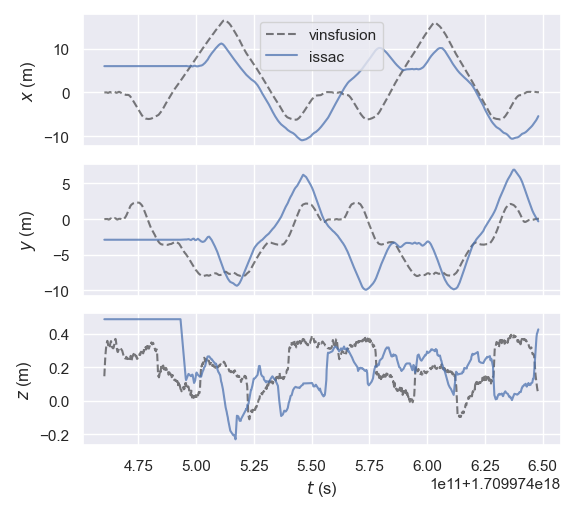 vinsfusion
issac
10
0
−10
x (m)
5
0
−5
−10
y (m)
0.4
0.2
0.0
−0.2
z (m)
4.75 5.00 5.25 5.50 5.75 6.00 6.25 6.50
t (s)
1e11+1.709974e18